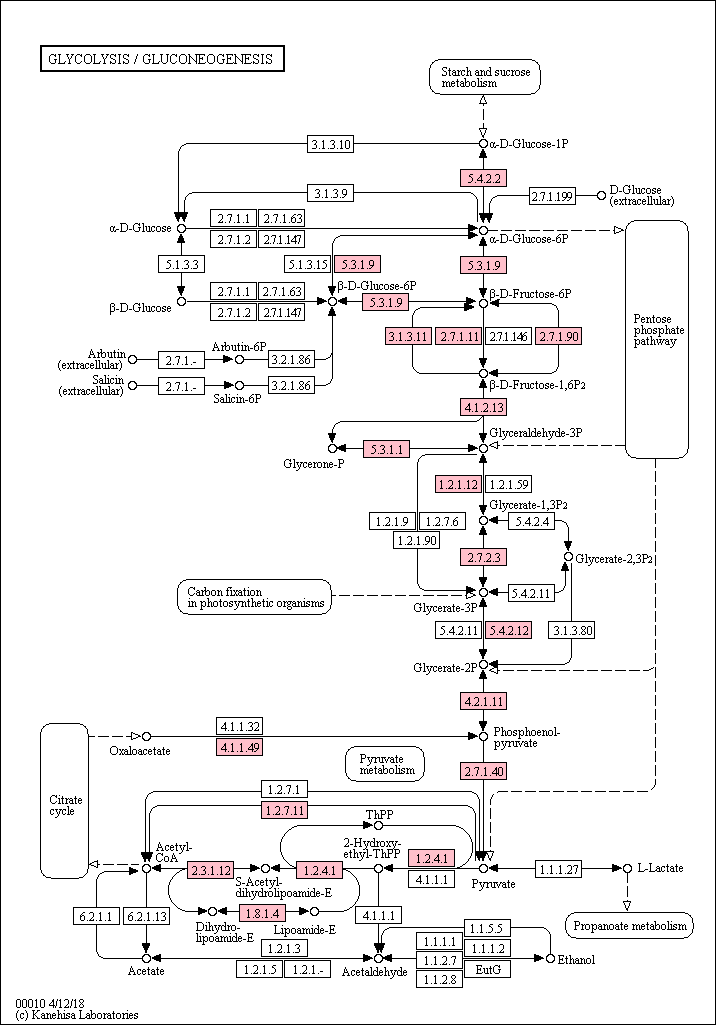 GLYCOLYSIS / GLUCONEOGENESIS
Starch and sucrose
metabolism
3.1.3.10
α-D-Glucose-1P
5.4.2.2
3.1.3.9
2.7.1.199
D-Glucose
(extracellular)
α-D-Glucose
2.7.1.1
2.7.1.63
2.7.1.2
2.7.1.147
α-D-Glucose-6P
5.1.3.3
5.1.3.15
5.3.1.9
5.3.1.9
β-D-Glucose
2.7.1.1
2.7.1.63
2.7.1.2
2.7.1.147
β-D-Glucose-6P
5.3.1.9
β-D-Fructose-6P
Pentose
phosphate
pathway
3.1.3.11
2.7.1.11
2.7.1.146
2.7.1.90
Arbutin
(extracellular)
2.7.1.-
Arbutin-6P
3.2.1.86
Salicin
(extracellular)
2.7.1.-
Salicin-6P
3.2.1.86
β-D-Fructose-1,6P2
4.1.2.13
Glyceraldehyde-3P
Glycerone-P
5.3.1.1
1.2.1.12
1.2.1.59
Glycerate-1,3P2
1.2.1.9
1.2.7.6
1.2.1.90
5.4.2.4
2.7.2.3
Glycerate-2,3P2
Carbon fixation
in photosynthetic organisms
Glycerate-3P
5.4.2.11
5.4.2.11
5.4.2.12
3.1.3.80
Glycerate-2P
4.2.1.11
4.1.1.32
Oxaloacetate
4.1.1.49
Phosphoenol-
pyruvate
Pyruvate
metabolism
2.7.1.40
Citrate
cycle
1.2.7.1
1.2.7.11
ThPP
Acetyl-
CoA
2-Hydroxy-
ethyl-ThPP
2.3.1.12
S-Acetyl-
dihydrolipoamide-E
1.2.4.1
1.2.4.1
4.1.1.1
Pyruvate
1.1.1.27
L-Lactate
6.2.1.1
6.2.1.13
Dihydro-
lipoamide-E
1.8.1.4
Lipoamide-E
4.1.1.1
Propanoate metabolism
Acetate
1.2.1.3
1.2.1.5
1.2.1.-
Acetaldehyde
1.1.5.5
1.1.1.1
1.1.1.2
1.1.2.7
EutG
1.1.2.8
Ethanol
00010 4/12/18
(c) Kanehisa Laboratories